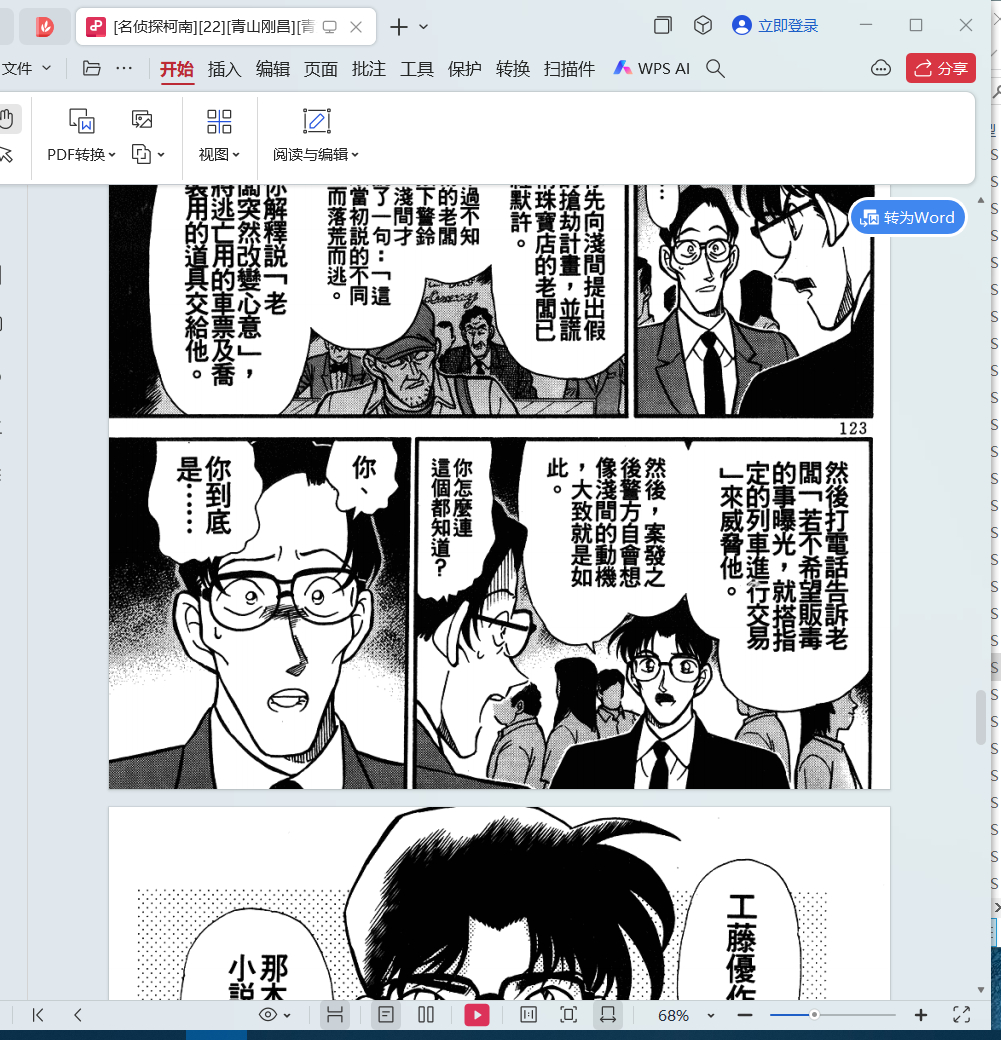 [名侦探柯南][22][青山刚昌][青
立即登录
文件
开始
插入
编辑
页面
批注
工具
保护
转换
扫描件
WPS AI
分享
PDF转换
视图
阅读与编辑
转为Word
先向淺間提出假
搶劫計畫，並謊
珠寶店的老闆已
默許。
過不知
的老闆
下警鈴
淺間才
了一句：「這
當初説的不同
而落荒而逃。
你解釋説「老
闆突然改變心意」，
將逃亡用的車票及喬
裝用的道具交給他。
123
然後打電話告訴老
闆「若不希望販毒
的事曝光，就搭指
定的列車進行交易
」來威脅他。
然後，案發之
後警方自會想
像淺間的動機
，大致就是如
此。
你怎麼連
這個都知道？
你、
你到底
是……
工藤優作
那本
小説
68%